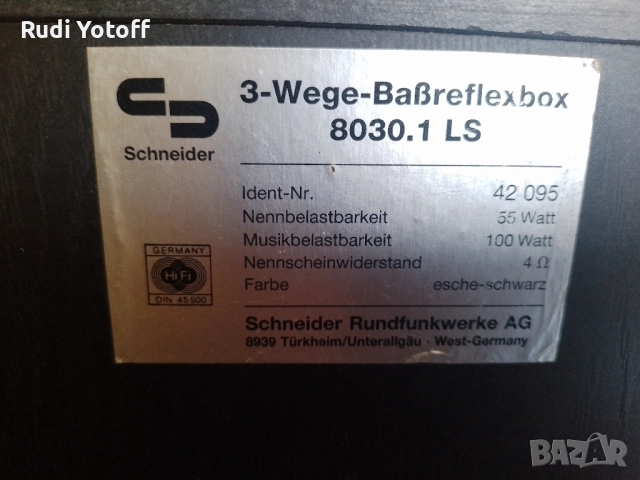 Rudi Yotoff
Schneider
3-Wege-Baßreflexbox
8030.1 LS
Ident-Nr. 42 095
Nennbelastbarkeit 55 Watt
Musikbelastbarkeit 100 Watt
Nennscheinwiderstand 4 Ω
Farbe esche-schwarz
GERMANY
Hi Fi
DIN 45 500
Schneider Rundfunkwerke AG
8939 Türkheim/Unterallgäu · West-Germany
BAZAR